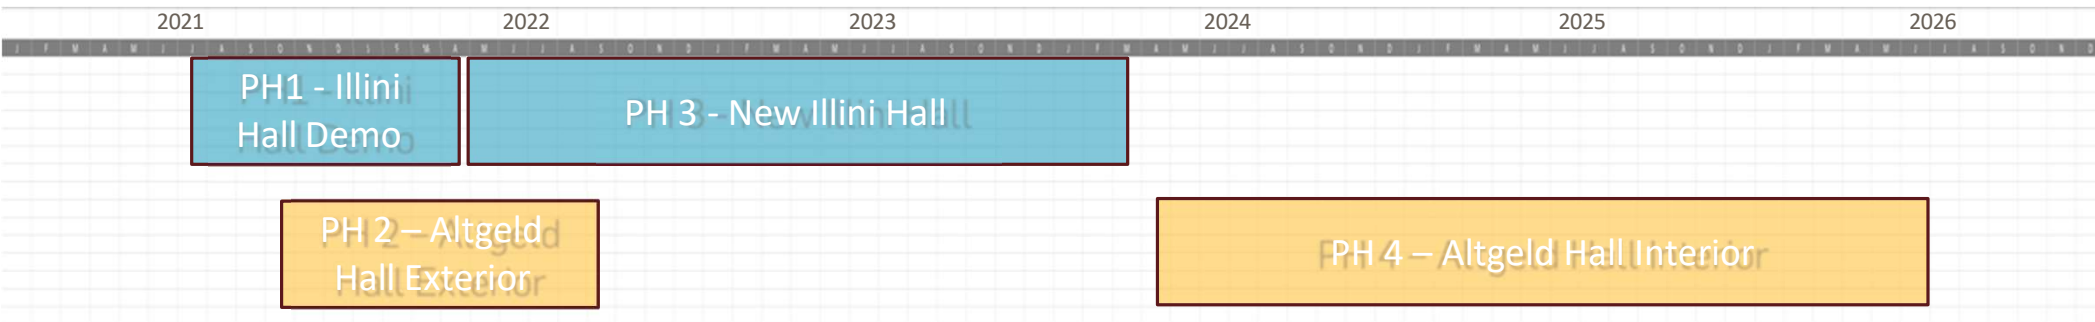 2021 2022 2023 2024 2025 2026
J F M A M J J A S O N D J F M A M J J A S O N D J F M A M J J A S O N D J F M A M J J A S O N D J F M A M J J A S O N D J F M A M J J A S O N D
PH1 - Illini
Hall Demo
PH 3 - New Illini Hall
PH 2 – Altgeld
Hall Exterior
PH 4 – Altgeld Hall Interior